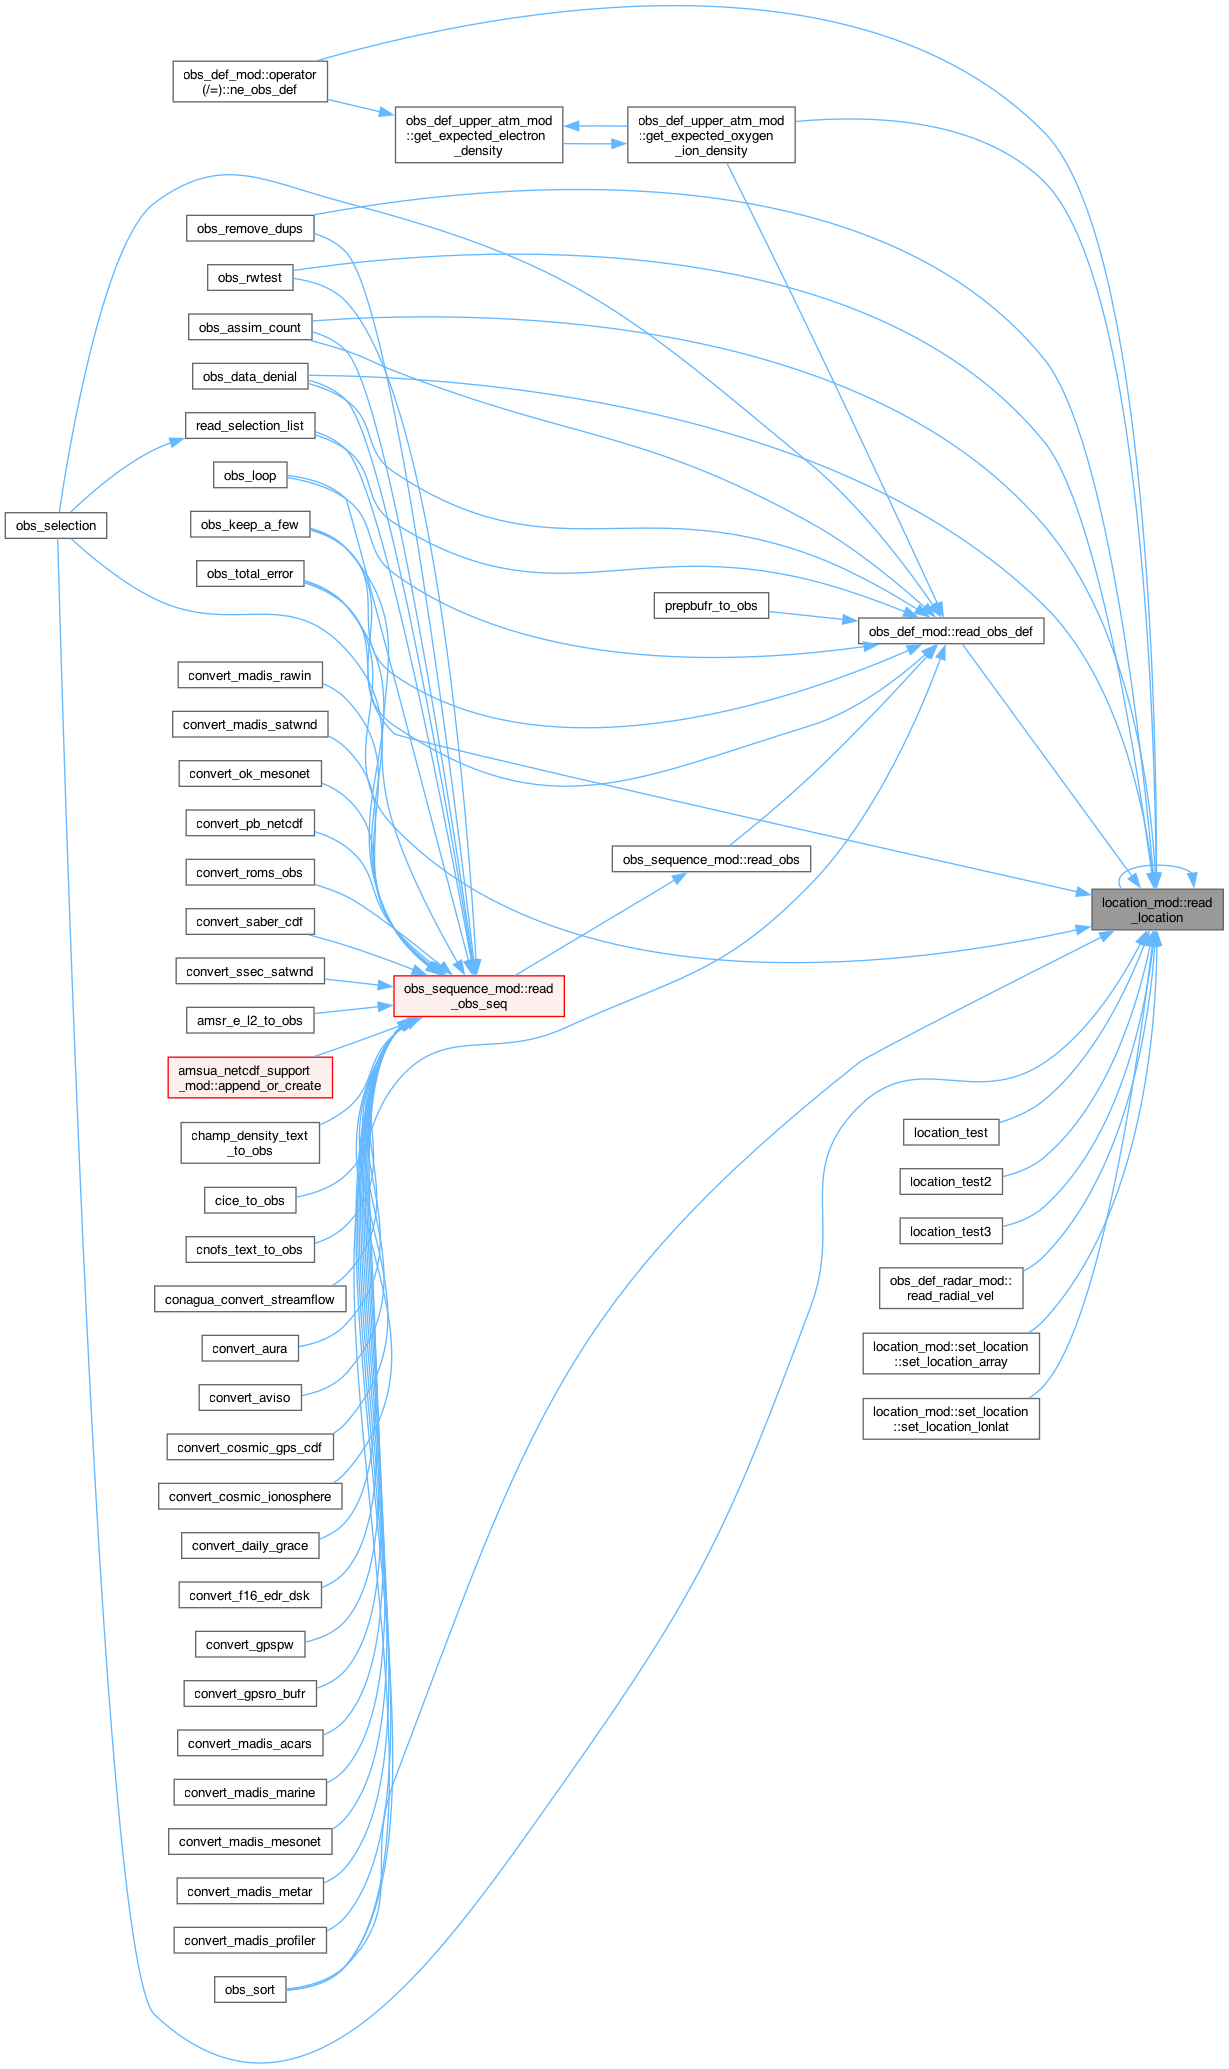 obs_def_mod::operator
(/=)::ne_obs_def
obs_def_upper_atm_mod
::get_expected_electron
_density
obs_def_upper_atm_mod
::get_expected_oxygen
_ion_density
obs_remove_dups
obs_rwtest
obs_assim_count
obs_data_denial
read_selection_list
obs_loop
obs_selection
obs_keep_a_few
obs_total_error
prepbufr_to_obs
obs_def_mod::read_obs_def
convert_madis_rawin
convert_madis_satwnd
convert_ok_mesonet
convert_pb_netcdf
obs_sequence_mod::read_obs
convert_roms_obs
location_mod::read
_location
convert_saber_cdf
convert_ssec_satwnd
obs_sequence_mod::read
_obs_seq
amsr_e_l2_to_obs
amsua_netcdf_support
_mod::append_or_create
champ_density_text
_to_obs
location_test
location_test2
cice_to_obs
location_test3
cnofs_text_to_obs
obs_def_radar_mod::
read_radial_vel
conagua_convert_streamflow
convert_aura
location_mod::set_location
::set_location_array
convert_aviso
location_mod::set_location
::set_location_lonlat
convert_cosmic_gps_cdf
convert_cosmic_ionosphere
convert_daily_grace
convert_f16_edr_dsk
convert_gpspw
convert_gpsro_bufr
convert_madis_acars
convert_madis_marine
convert_madis_mesonet
convert_madis_metar
convert_madis_profiler
obs_sort